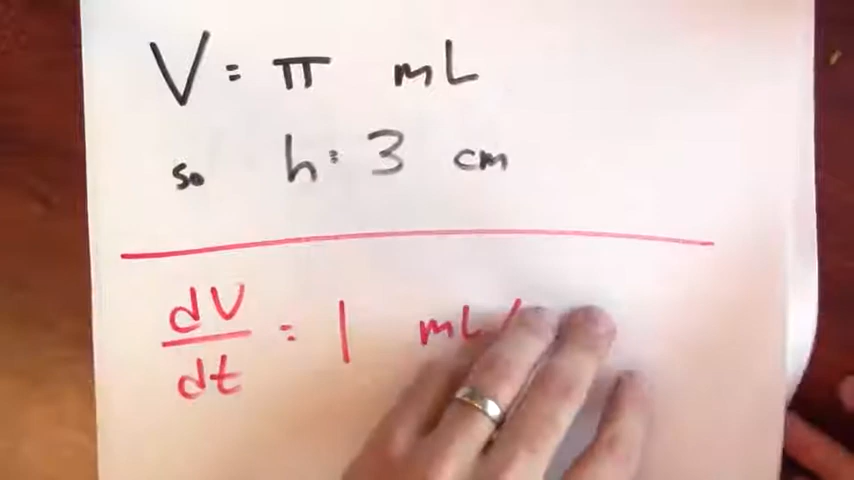 V = π mL
so h = 3 cm
dV/dt = 1 mL/